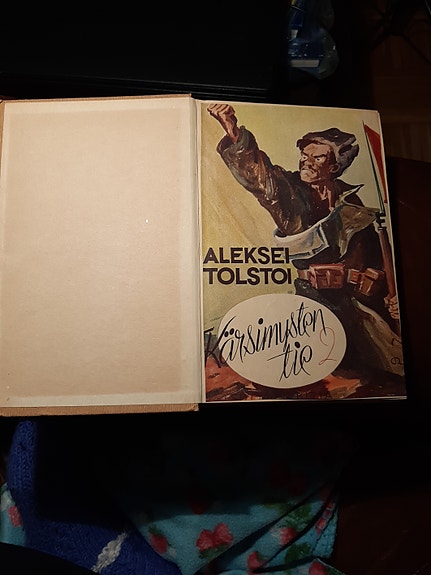 ALEKSEI
TOLSTOI
Kärsimysten
tie 2